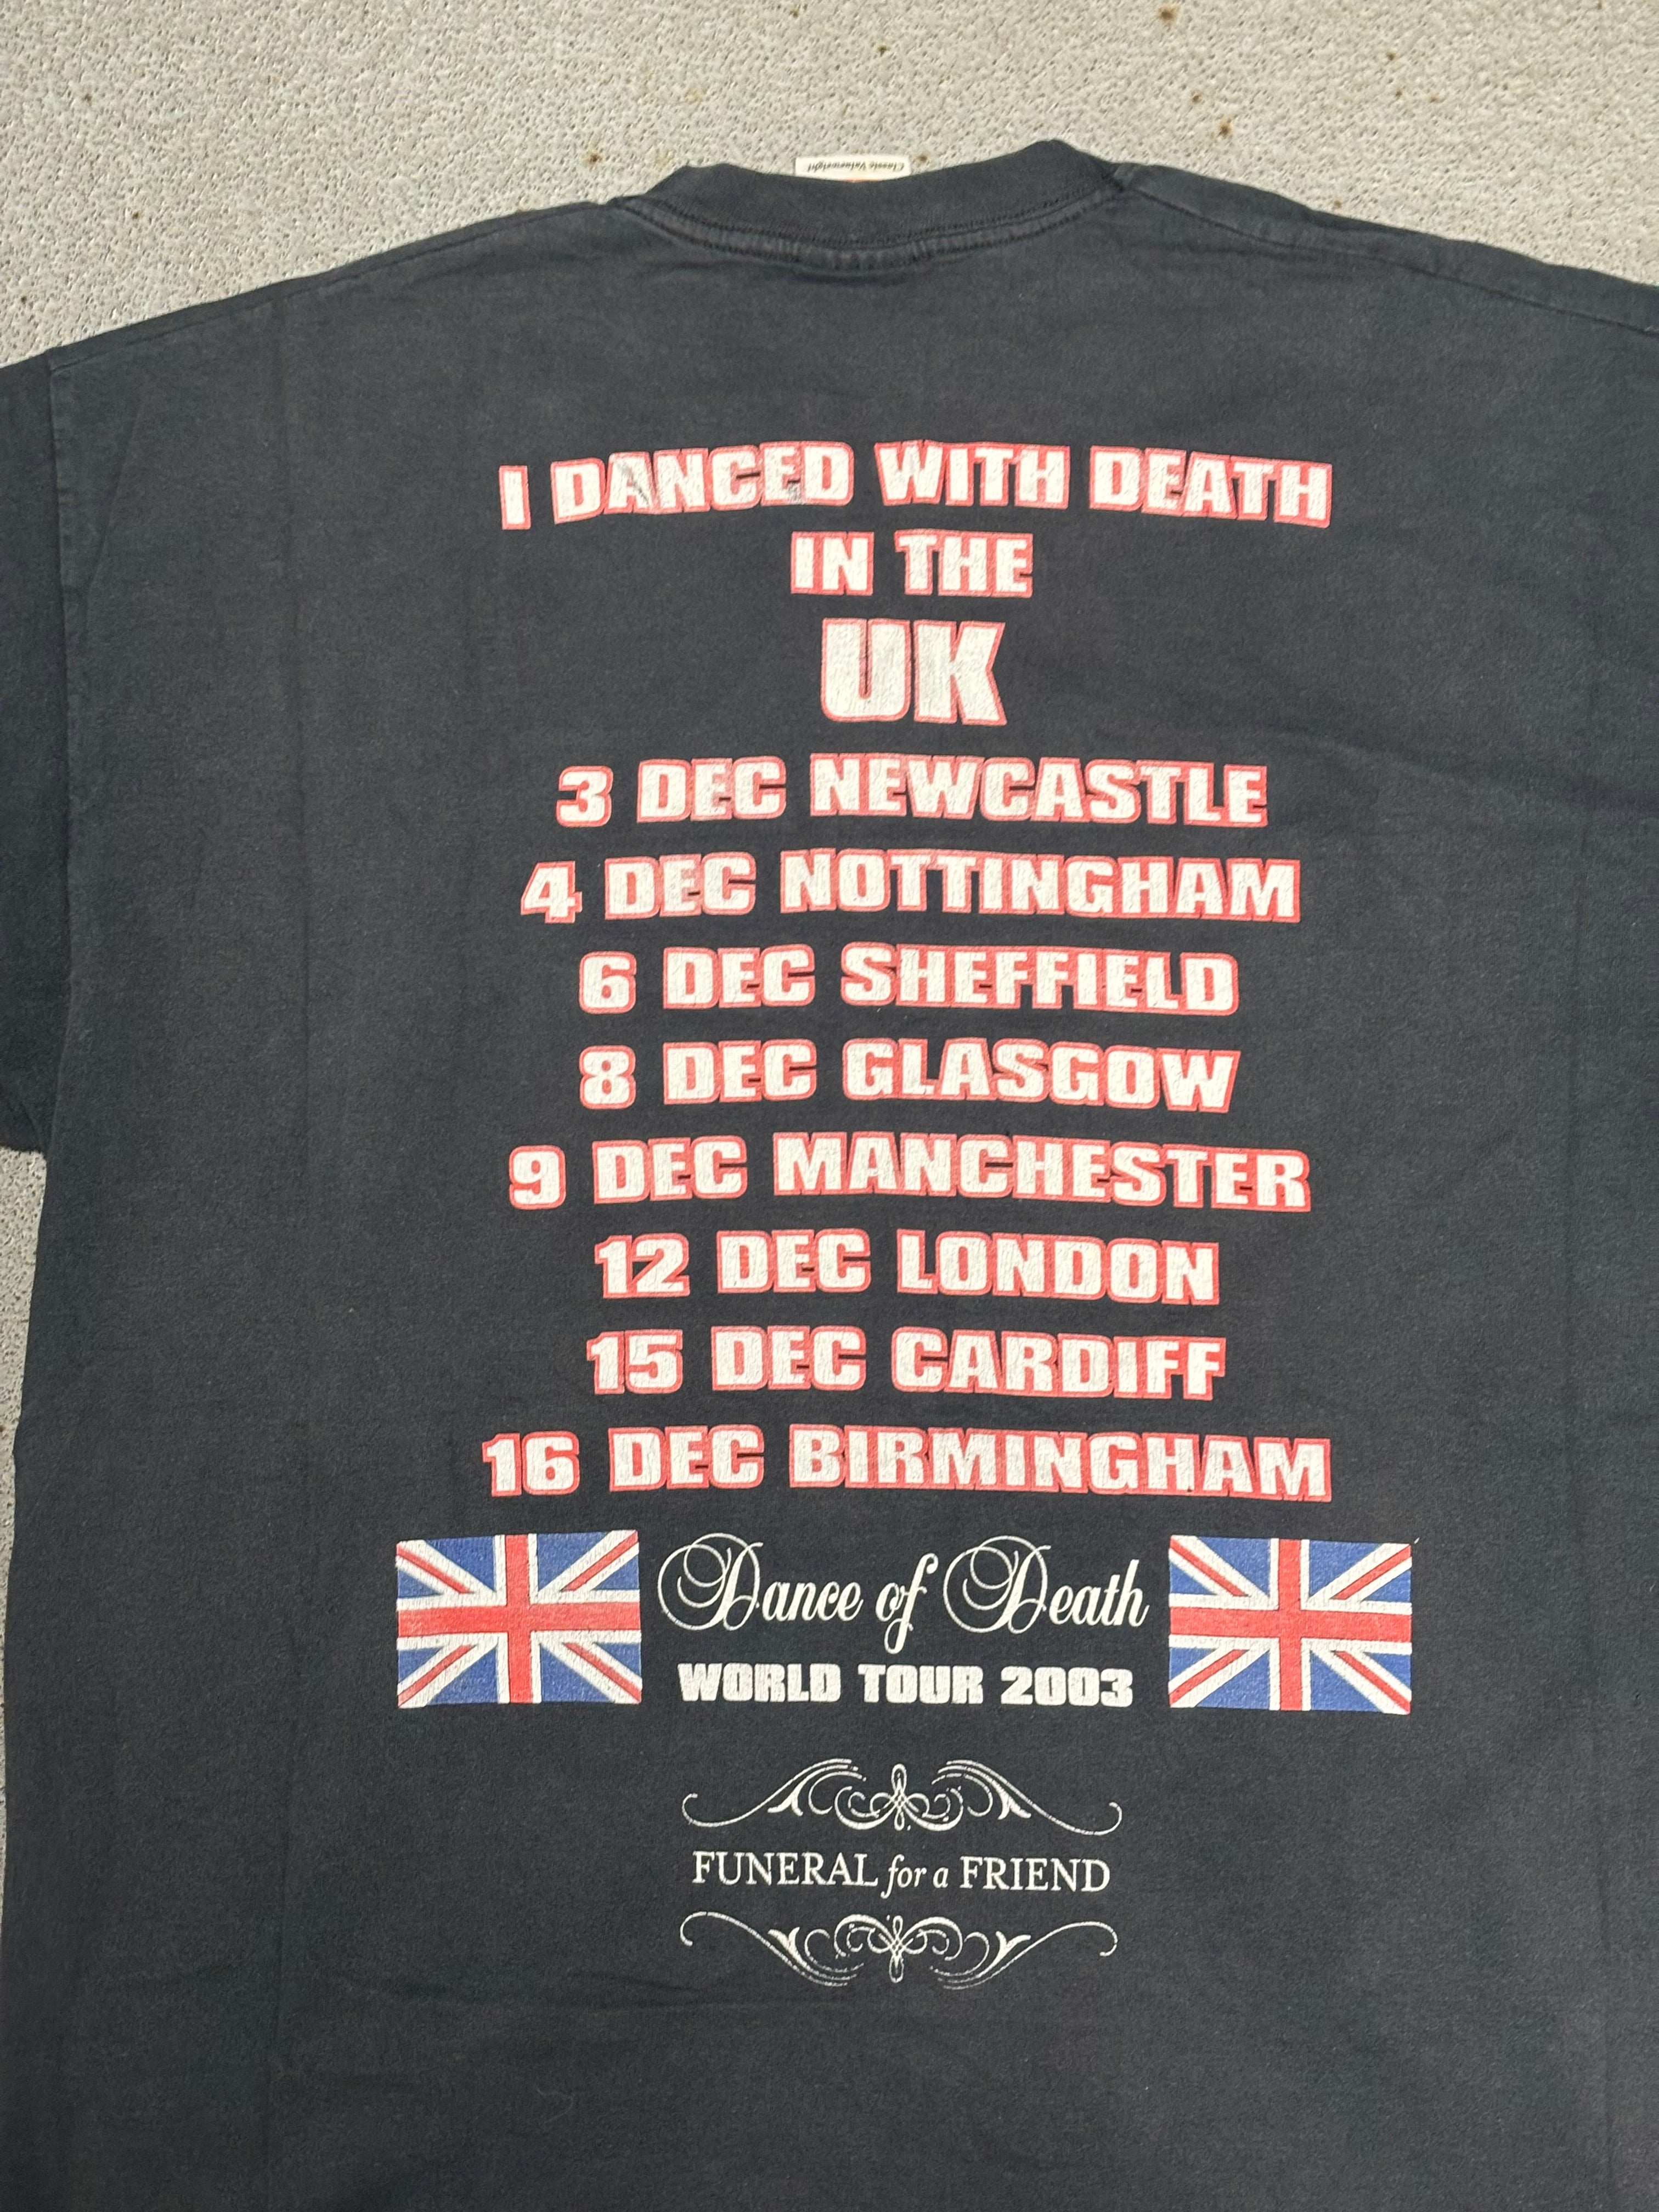 Classic Valueweight
I DANCED WITH DEATH
IN THE
UK
3 DEC NEWCASTLE
4 DEC NOTTINGHAM
6 DEC SHEFFIELD
8 DEC GLASGOW
9 DEC MANCHESTER
12 DEC LONDON
15 DEC CARDIFF
16 DEC BIRMINGHAM
Dance of Death
WORLD TOUR 2003
FUNERAL for a FRIEND